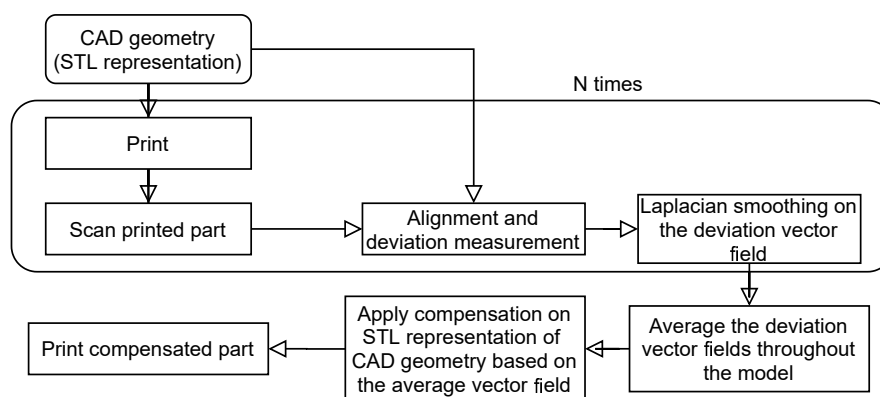 CAD geometry
(STL representation)
N times
Print
Scan printed part
Alignment and
deviation measurement
Laplacian smoothing on
the deviation vector
field
Print compensated part
Apply compensation on
STL representation of
CAD geometry based on
the average vector field
Average the deviation
vector fields throughout
the model